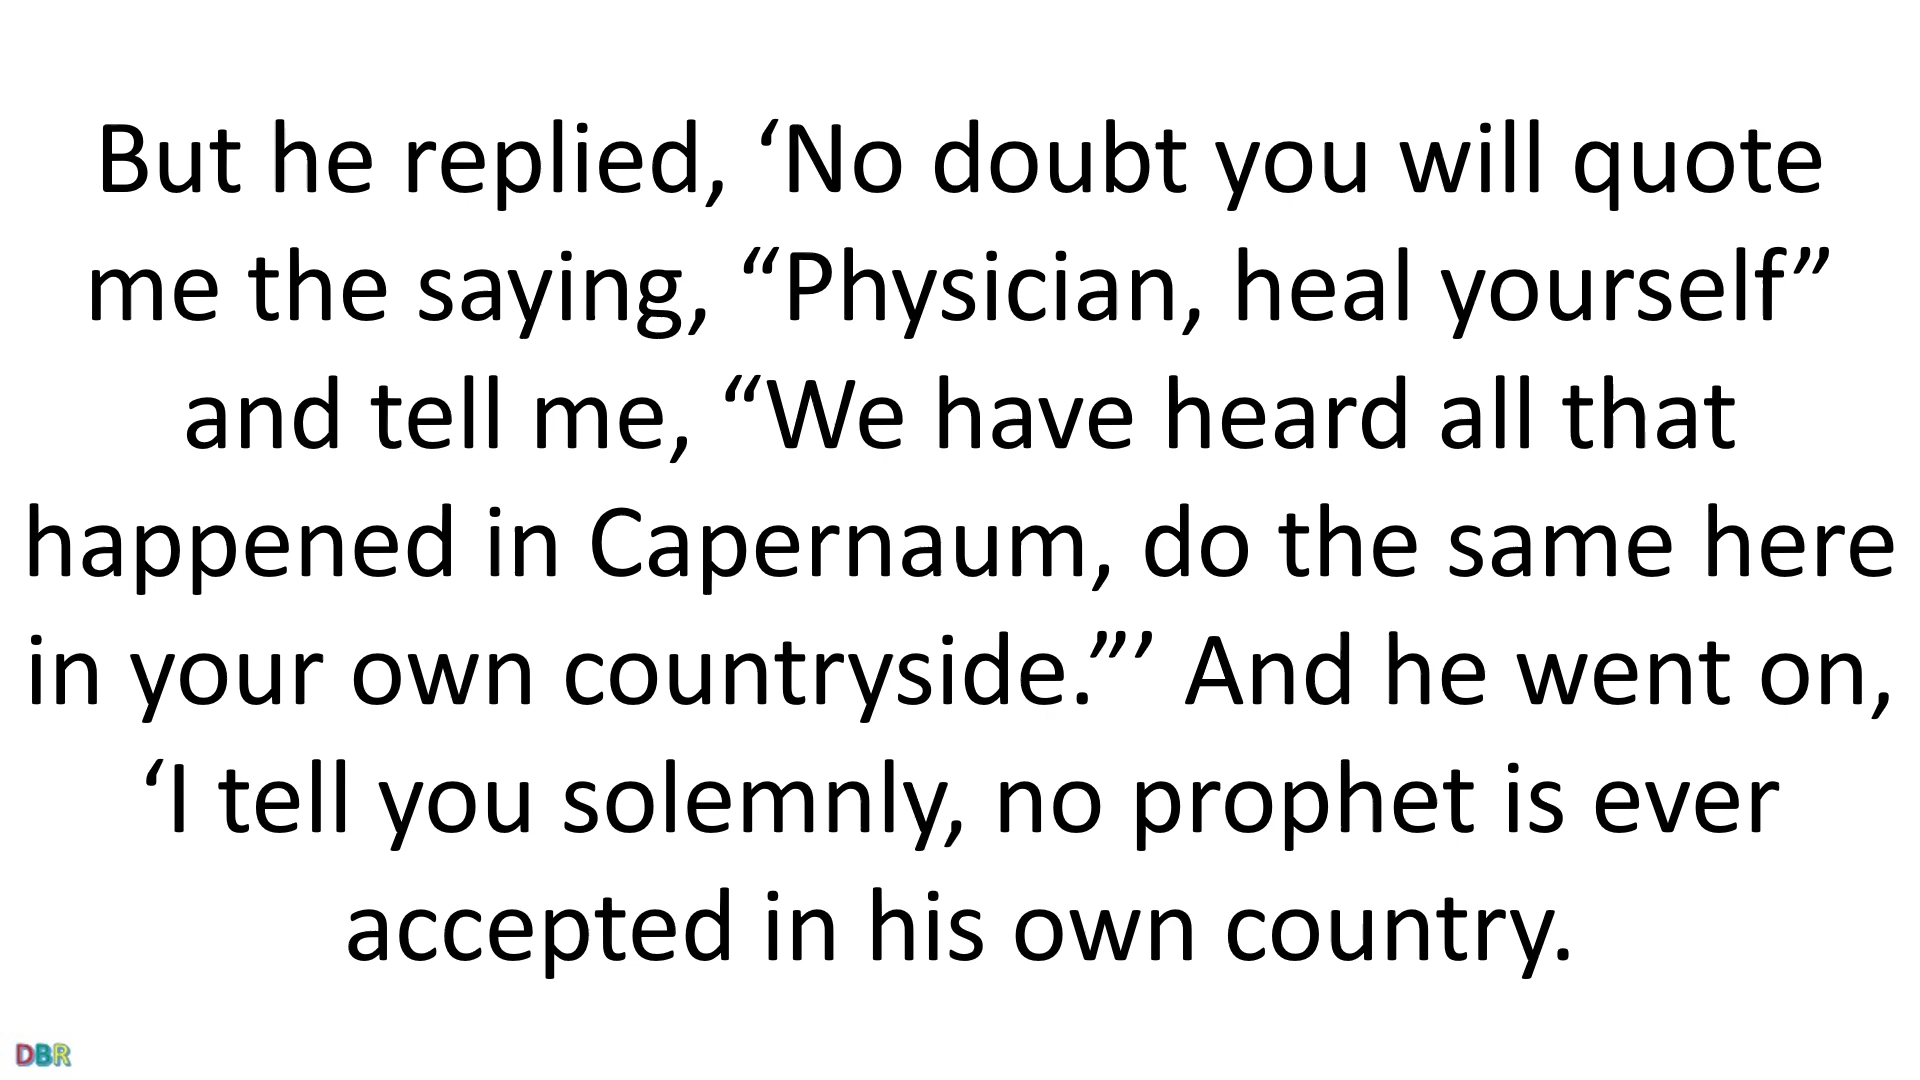 But he replied, ‘No doubt you will quote
me the saying, “Physician, heal yourself”
and tell me, “We have heard all that
happened in Capernaum, do the same here
in your own countryside.”’ And he went on,
‘I tell you solemnly, no prophet is ever
accepted in his own country.
DBR